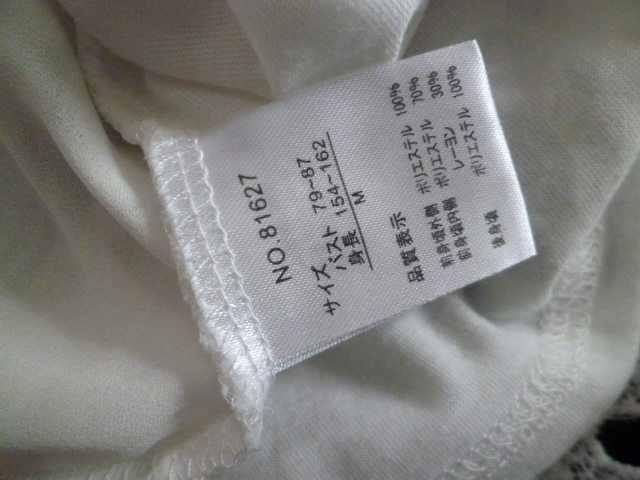 NO.81627
サイズ
バスト 79~87
身長 154~162
M
品質表示
前身頃外側 ポリエステル 100%
前身頃内側 ポリエステル 70%
レーヨン 30%
後身頃 ポリエステル 100%